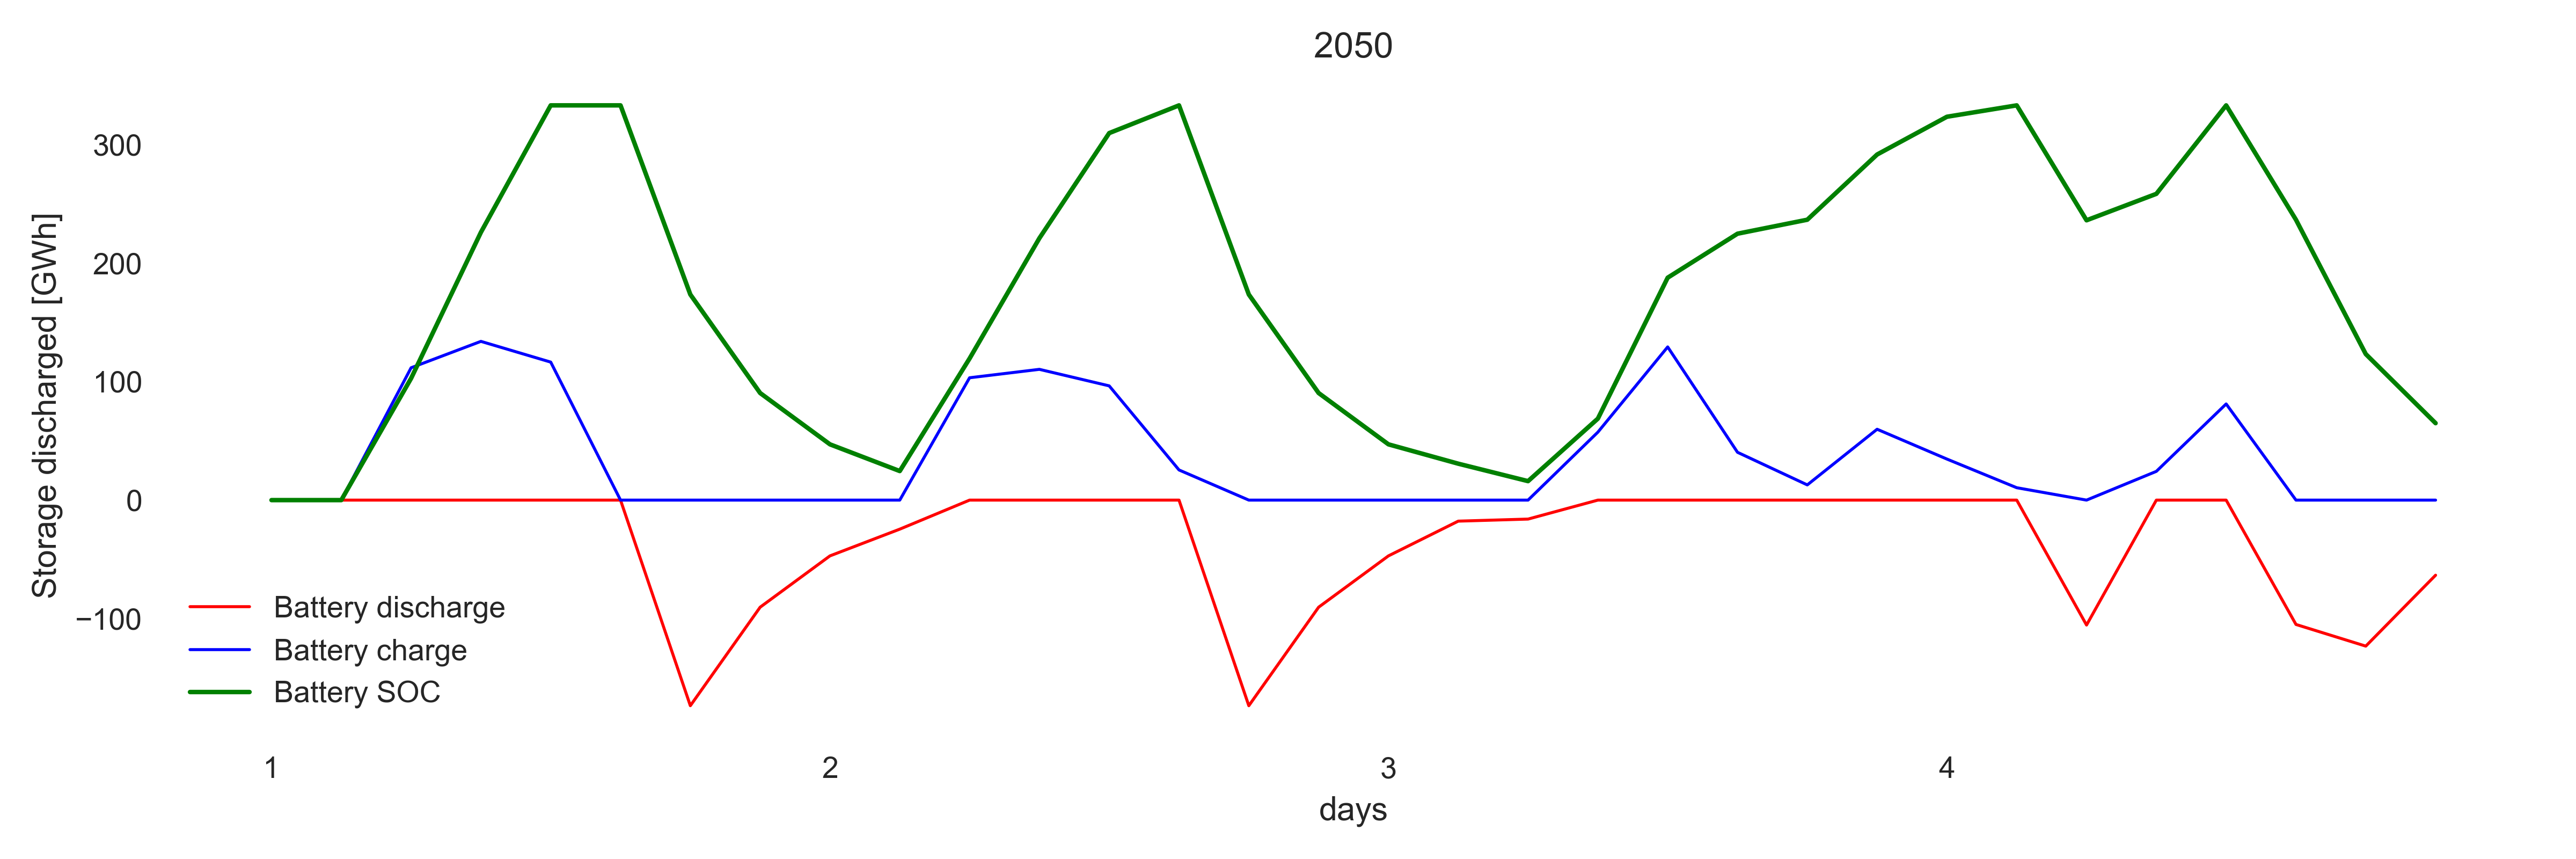 2050
Storage discharged [GWh]
300
200
100
0
−100
Battery discharge
Battery charge
Battery SOC
1 2 3 4
days